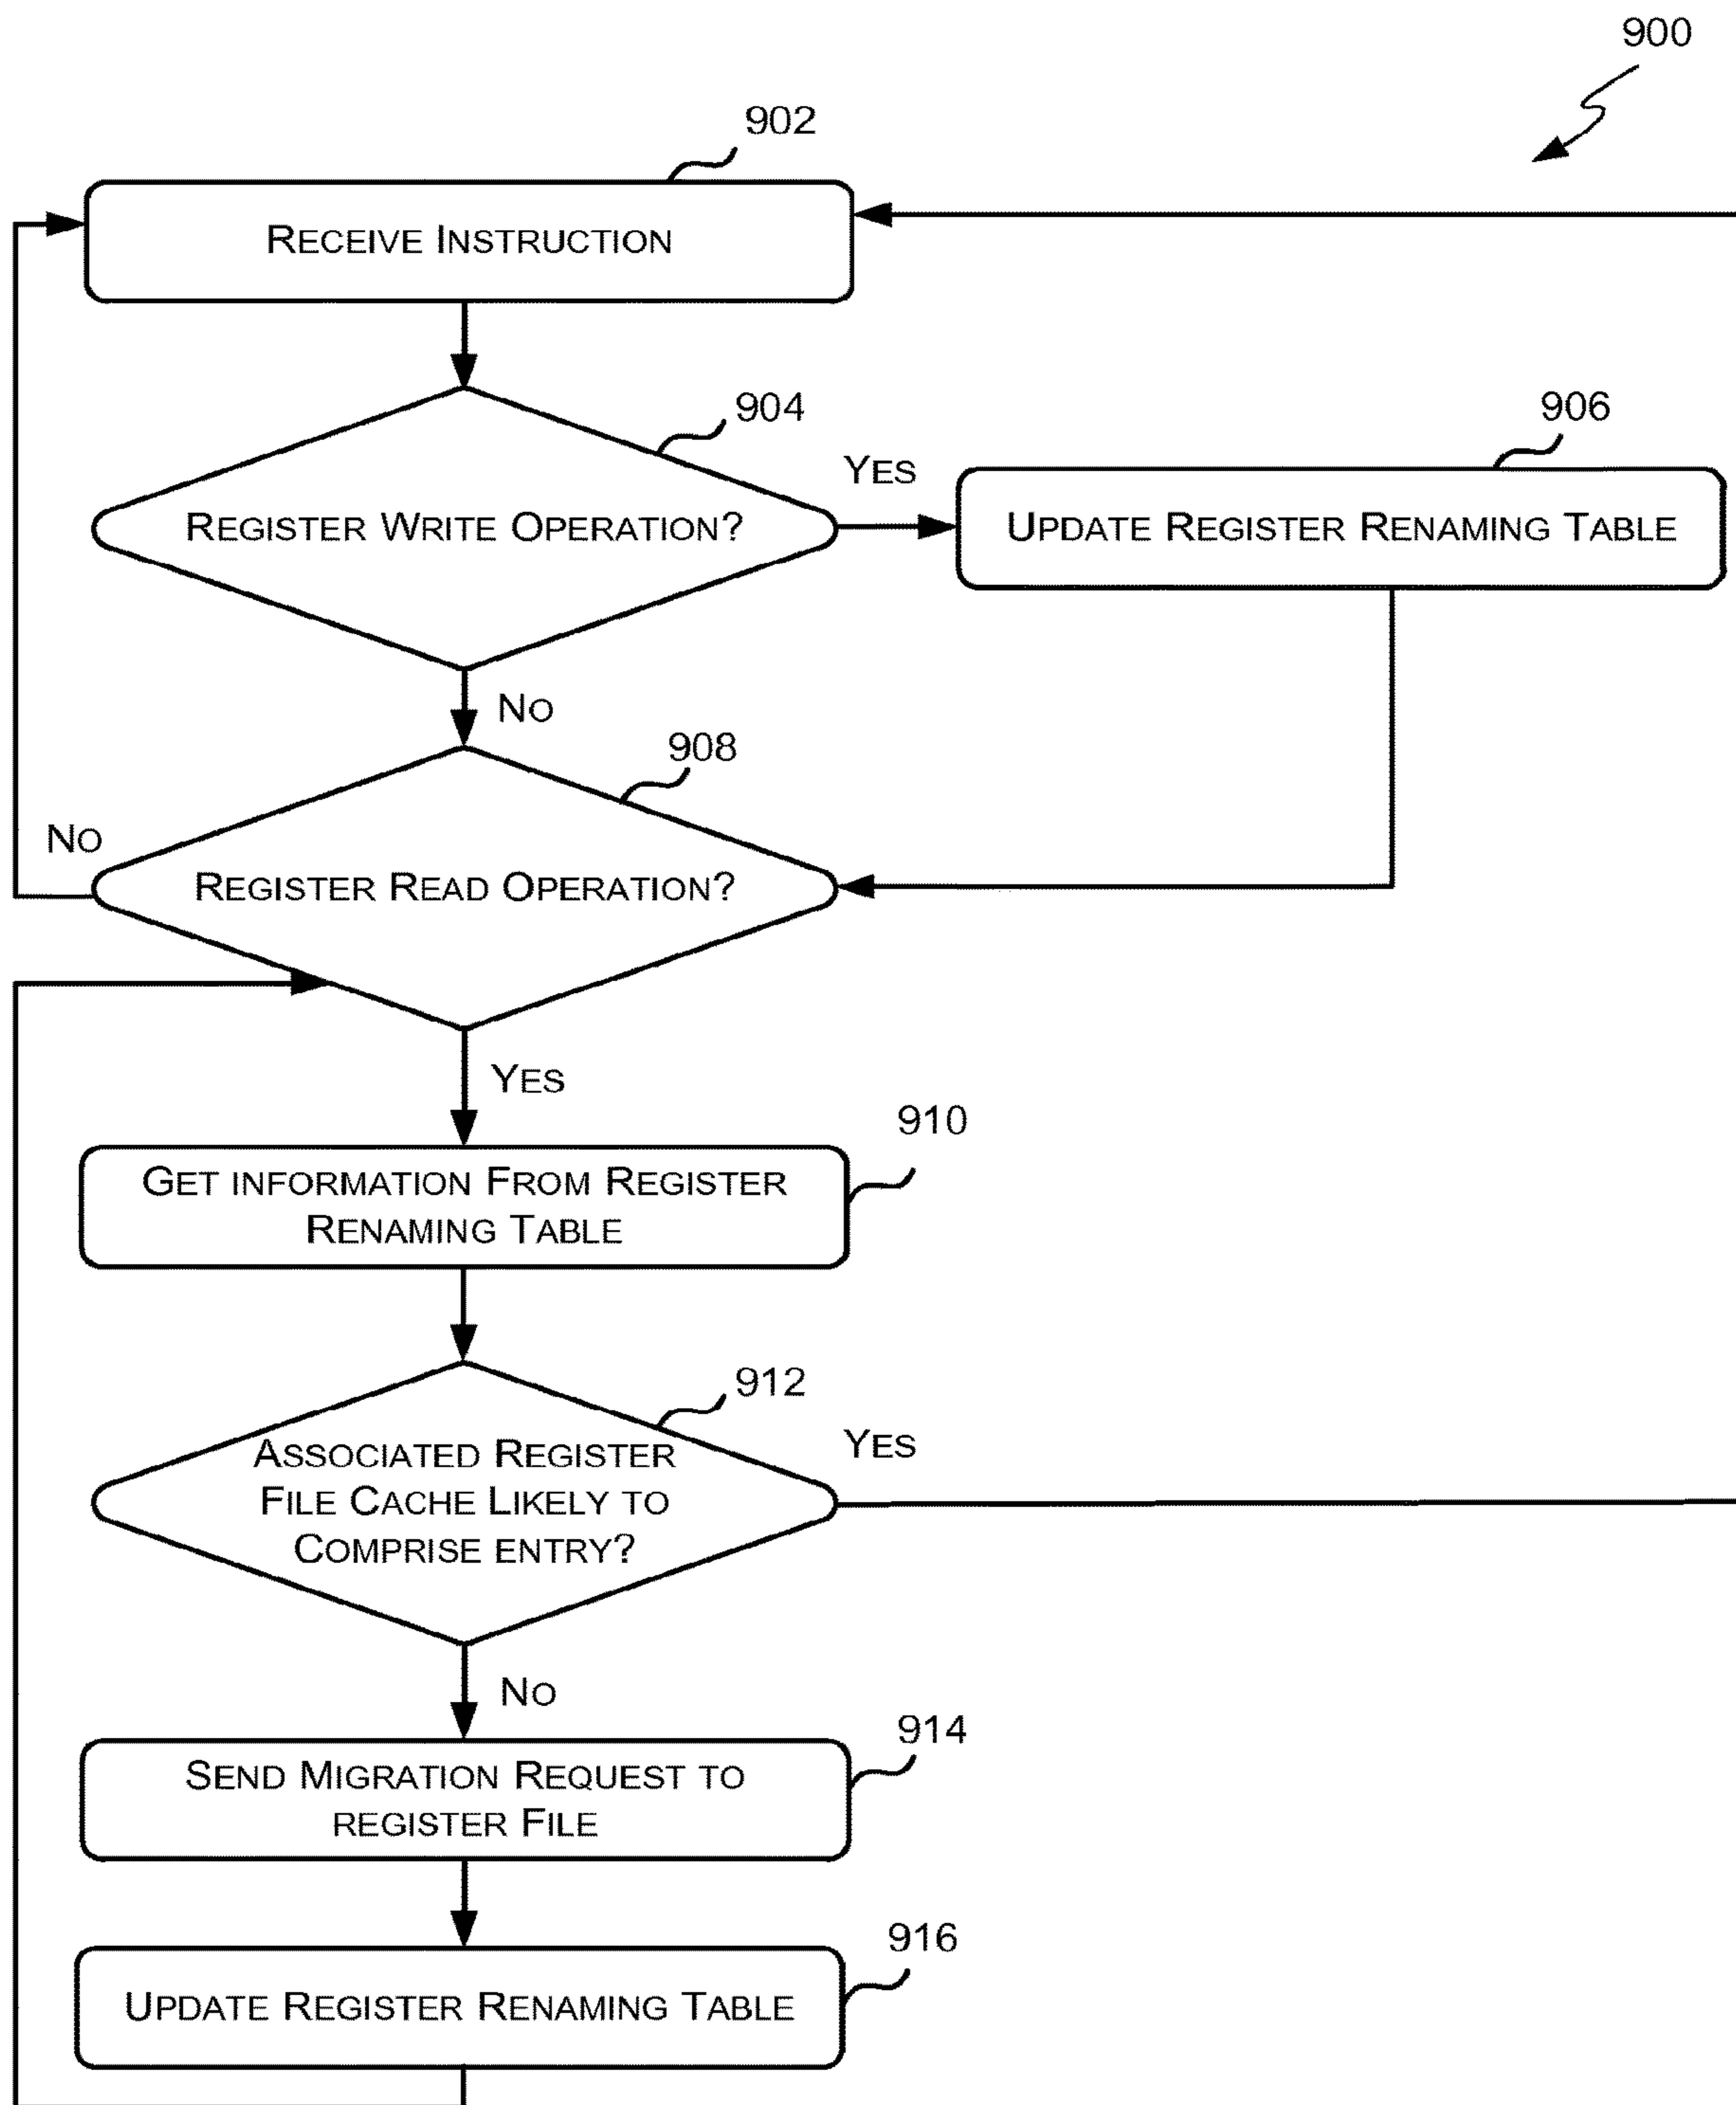 900
902
RECEIVE INSTRUCTION
904
906
YES
REGISTER WRITE OPERATION?
UPDATE REGISTER RENAMING TABLE
NO
908
NO
REGISTER READ OPERATION?
YES
910
GET INFORMATION FROM REGISTER
RENAMING TABLE
912
YES
ASSOCIATED REGISTER
FILE CACHE LIKELY TO
COMPRISE ENTRY?
NO
914
SEND MIGRATION REQUEST TO
REGISTER FILE
916
UPDATE REGISTER RENAMING TABLE